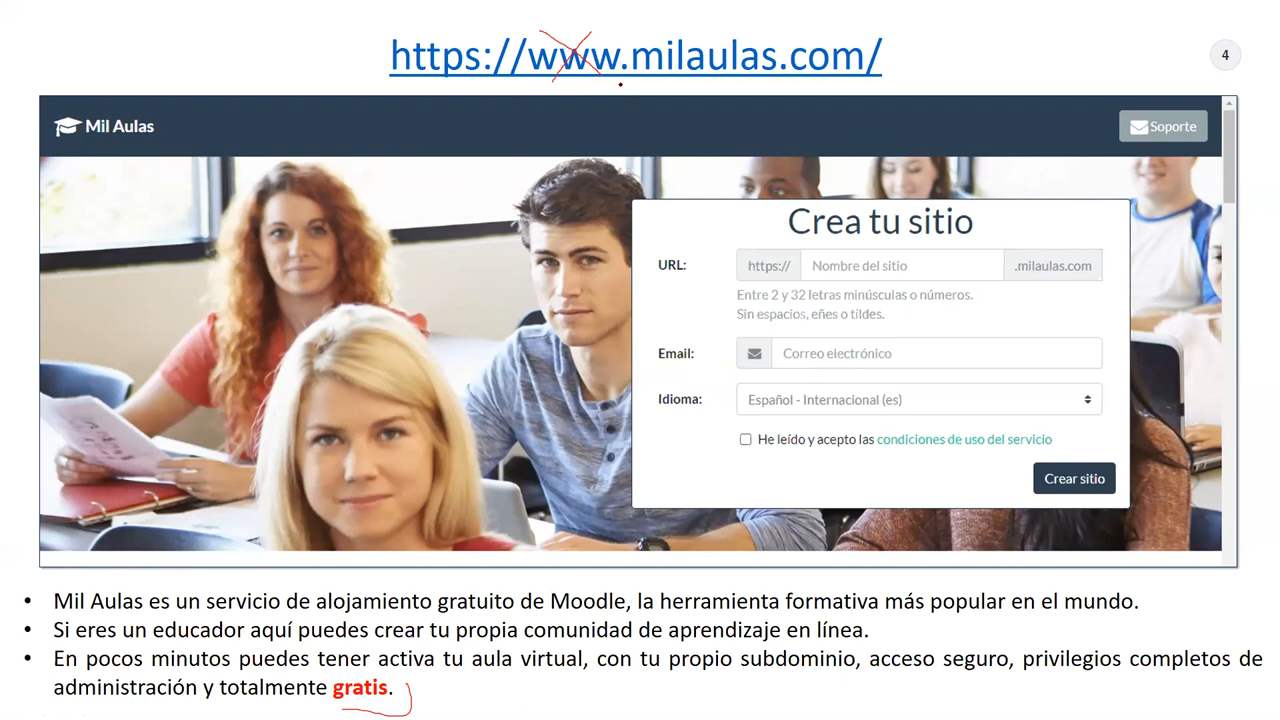 https://www.milaulas.com/
4
Mil Aulas
Soporte
Crea tu sitio
URL:
https://
Nombre del sitio
.milaulas.com
Entre 2 y 32 letras minúsculas o números.
Sin espacios, eñes o tildes.
Email:
Correo electrónico
Idioma:
Español - Internacional (es)
He leído y acepto las condiciones de uso del servicio
Crear sitio
• Mil Aulas es un servicio de alojamiento gratuito de Moodle, la herramienta formativa más popular en el mundo.
• Si eres un educador aquí puedes crear tu propia comunidad de aprendizaje en línea.
• En pocos minutos puedes tener activa tu aula virtual, con tu propio subdominio, acceso seguro, privilegios completos de
administración y totalmente gratis.